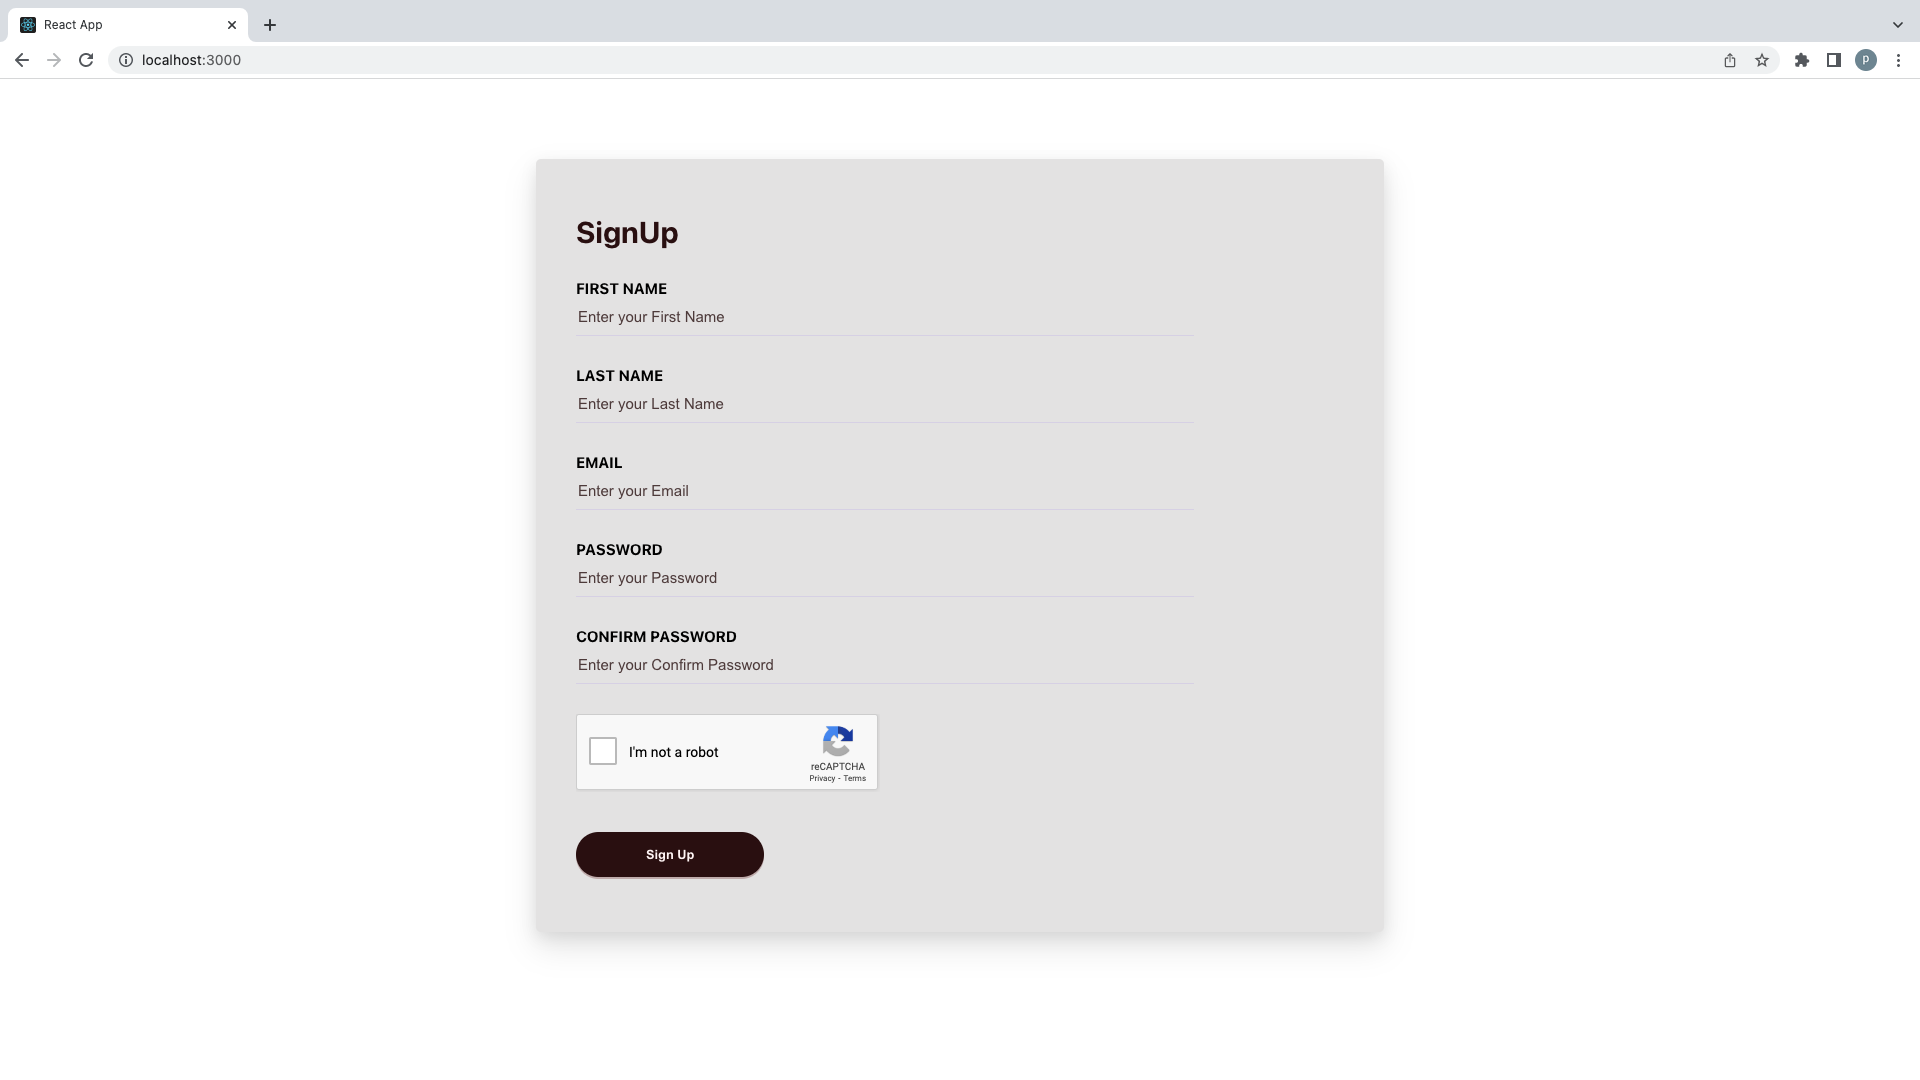 React App
localhost:3000
P
SignUp
FIRST NAME
Enter your First Name
LAST NAME
Enter your Last Name
EMAIL
Enter your Email
PASSWORD
Enter your Password
CONFIRM PASSWORD
Enter your Confirm Password
I'm not a robot
reCAPTCHA
Privacy - Terms
Sign Up